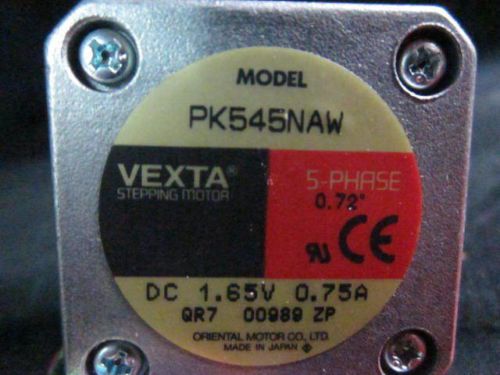 MODEL
PK545NAW
VEXTA®
STEPPING MOTOR
5-PHASE
0.72°
CE
DC 1.65V 0.75A
QR7 00989 ZP
ORIENTAL MOTOR CO., LTD.
MADE IN JAPAN